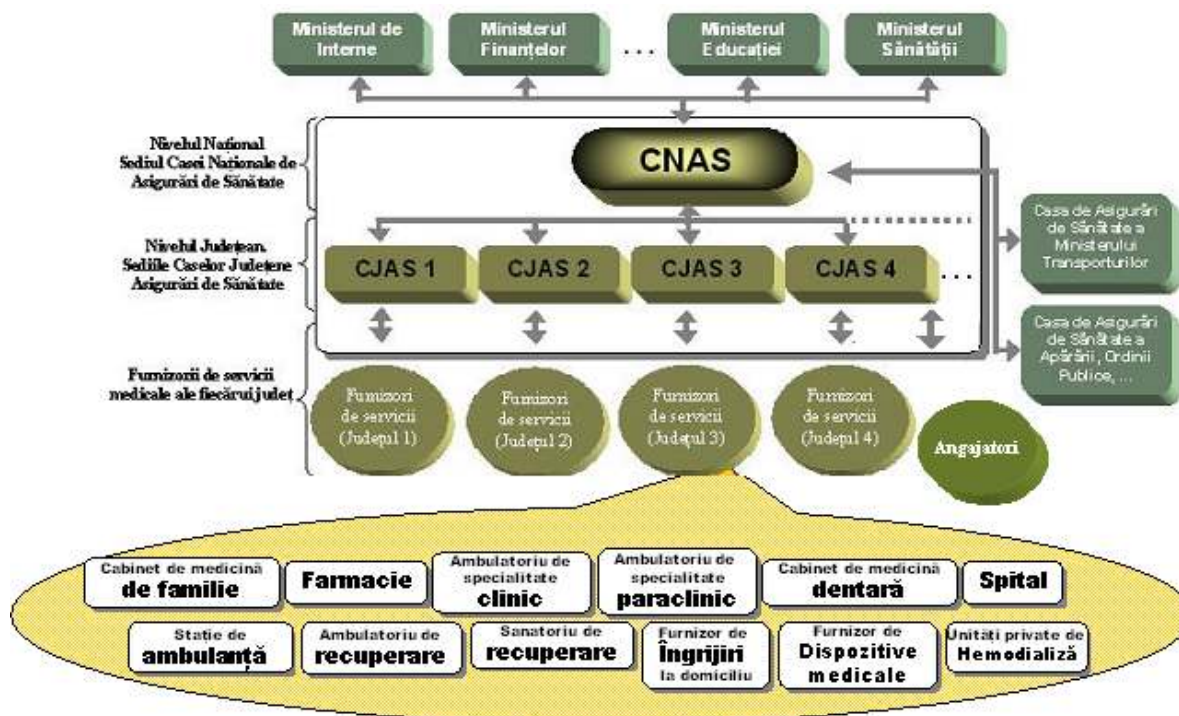 Ministerul de
Interne
Ministerul
Finanțelor
...
Ministerul
Educației
Ministerul
Sănătății
Nivelul Național
Sediul Casei Naționale de
Asigurări de Sănătate
CNAS
Nivelul Județean.
Sediile Caselor Județene
Asigurări de Sănătate
CJAS 1
CJAS 2
CJAS 3
CJAS 4
...
Casa de Asigurări
de Sănătate a
Ministerului
Transporturilor
Casa de Asigurări
de Sănătate a
Apărării, Ordinii
Publice, ...
Furnizorii de servicii
medicale ale fiecărui județ
Furnizori
de servicii
(Județul 1)
Furnizori
de servicii
(Județul 2)
Furnizori
de servicii
(Județul 3)
Furnizori
de servicii
(Județul 4)
Angajatori
Cabinet de medicină
de familie
Farmacie
Ambulatoriu de
specialitate
clinic
Ambulatoriu de
specialitate
paraclinic
Cabinet de medicină
dentară
Spital
Stație de
ambulanță
Ambulatoriu de
recuperare
Sanatoriu de
recuperare
Furnizor de
Îngrijiri
la domiciliu
Furnizor de
Dispozitive
medicale
Unități private de
Hemodializă